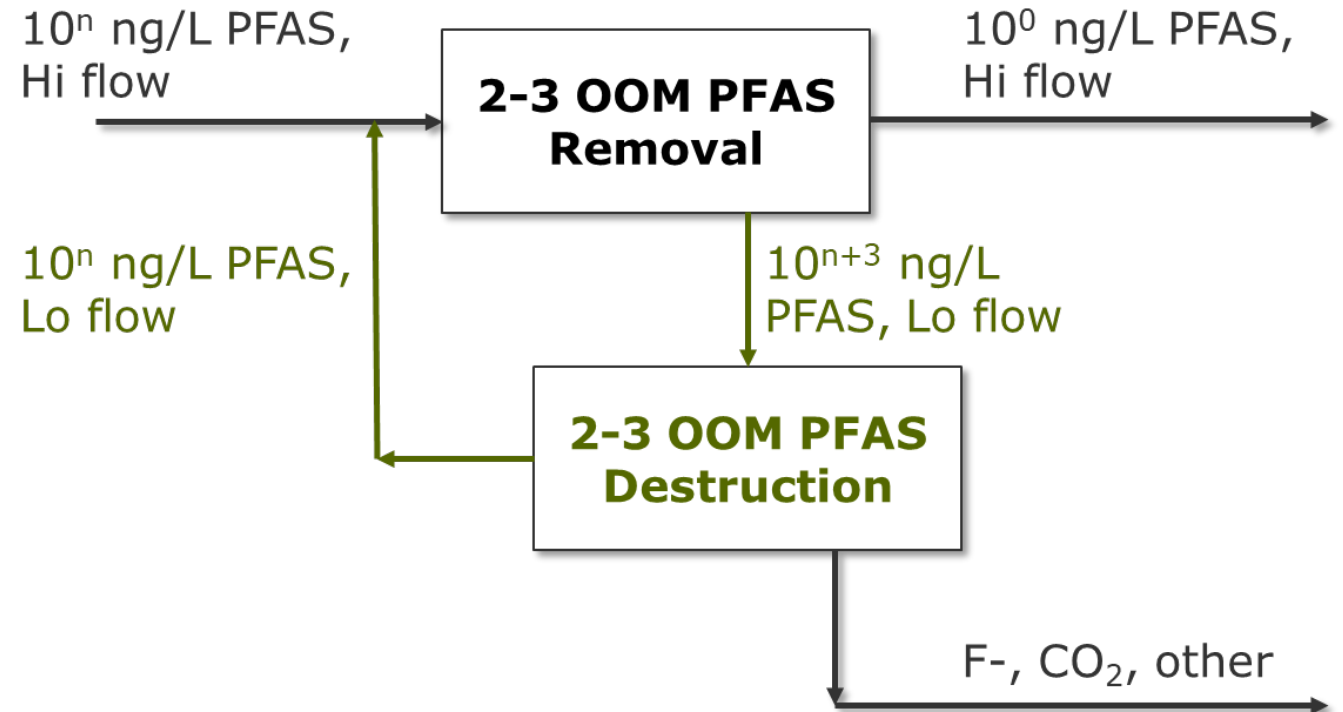 10ⁿ ng/L PFAS,
Hi flow
2-3 OOM PFAS
Removal
10⁰ ng/L PFAS,
Hi flow
10ⁿ ng/L PFAS,
Lo flow
10ⁿ⁺³ ng/L
PFAS, Lo flow
2-3 OOM PFAS
Destruction
F-, CO₂, other